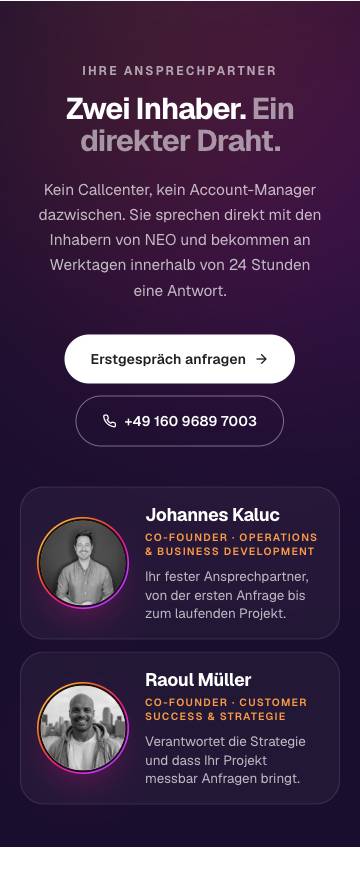 IHRE ANSPRECHPARTNER
Zwei Inhaber. Ein
direkter Draht.
Kein Callcenter, kein Account-Manager
dazwischen. Sie sprechen direkt mit den
Inhabern von NEO und bekommen an
Werktagen innerhalb von 24 Stunden
eine Antwort.
Erstgespräch anfragen →
+49 160 9689 7003
Johannes Kaluc
CO-FOUNDER · OPERATIONS
& BUSINESS DEVELOPMENT
Ihr fester Ansprechpartner,
von der ersten Anfrage bis
zum laufenden Projekt.
Raoul Müller
CO-FOUNDER · CUSTOMER
SUCCESS & STRATEGIE
Verantwortet die Strategie
und dass Ihr Projekt
messbar Anfragen bringt.